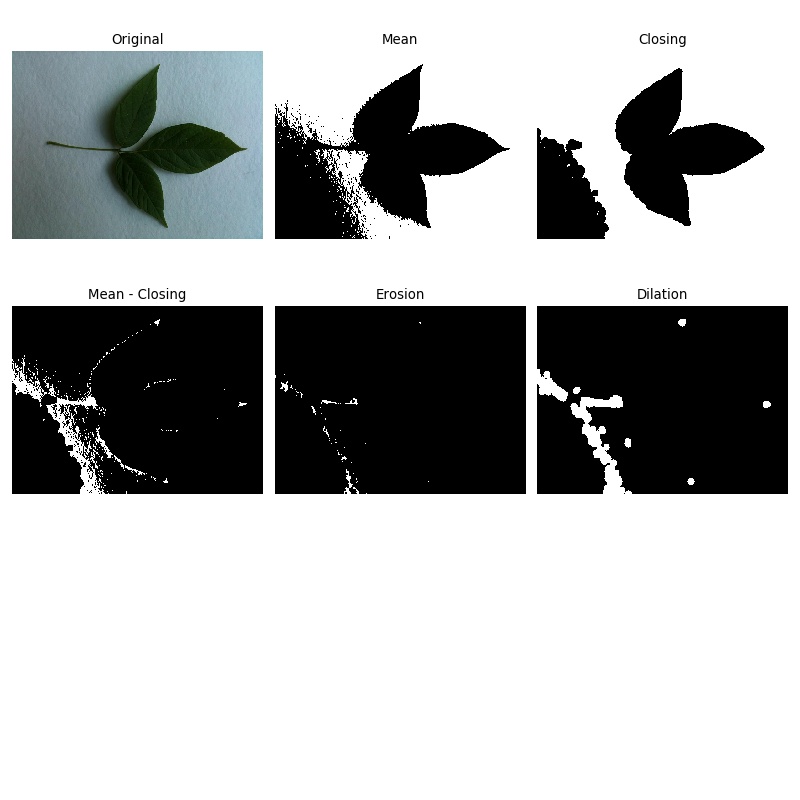 Original
Mean
Closing
Mean - Closing
Erosion
Dilation